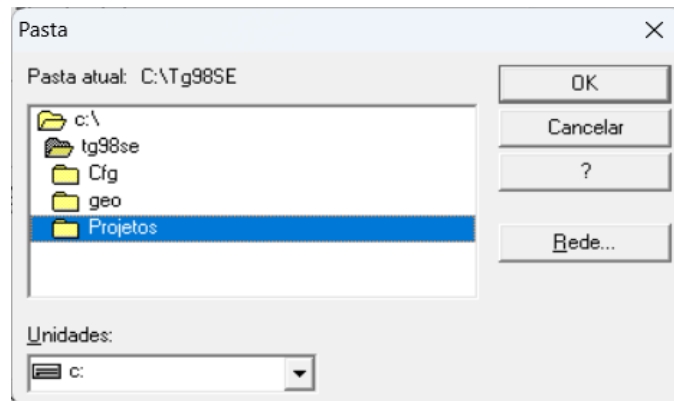 Pasta
Pasta atual: C:\Tg98SE
OK
c:\
Cancelar
tg98se
Cfg
?
geo
Projetos
Rede...
Unidades:
c: